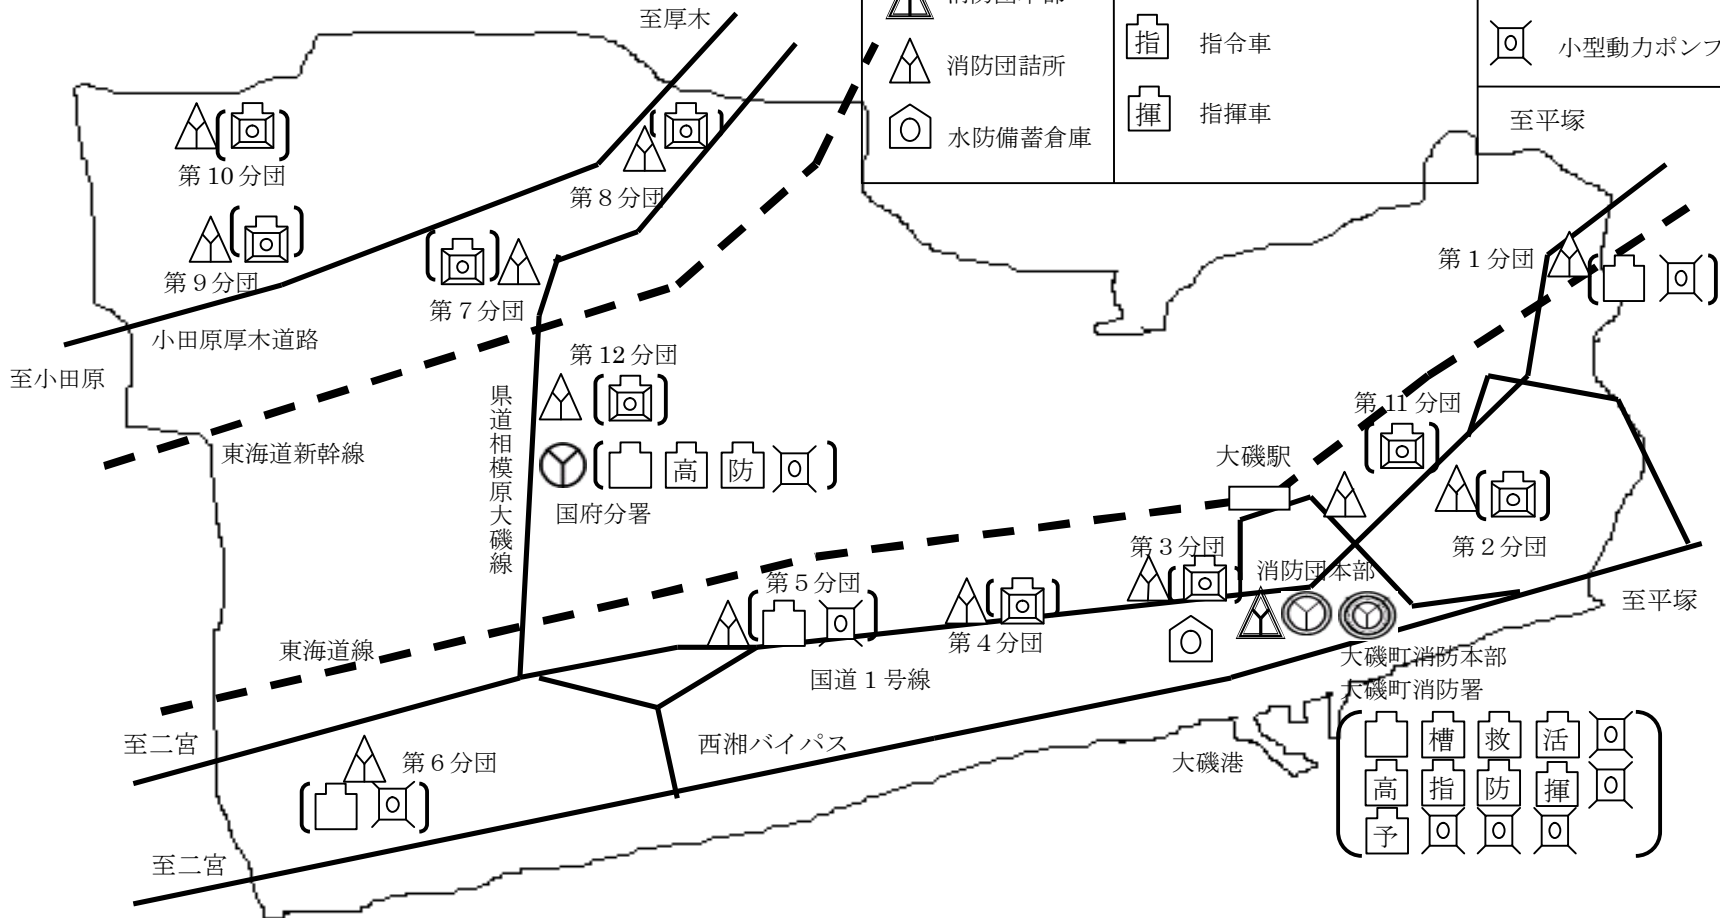 至厚木
消防団本部
指 指令車
小型動力ポンプ
消防団詰所
揮 指揮車
水防備蓄倉庫
至平塚
第10分団
第8分団
第9分団
第7分団
第1分団
小田原厚木道路
至小田原
第12分団
県道相模原大磯線
第11分団
東海道新幹線
大磯駅
高 防
国府分署
第2分団
第3分団
消防団本部
第5分団
至平塚
第4分団
東海道線
国道1号線
大磯町消防本部
大磯町消防署
至二宮
西湘バイパス
大磯港
第6分団
槽 救 活
高 指 防 揮
予
至二宮